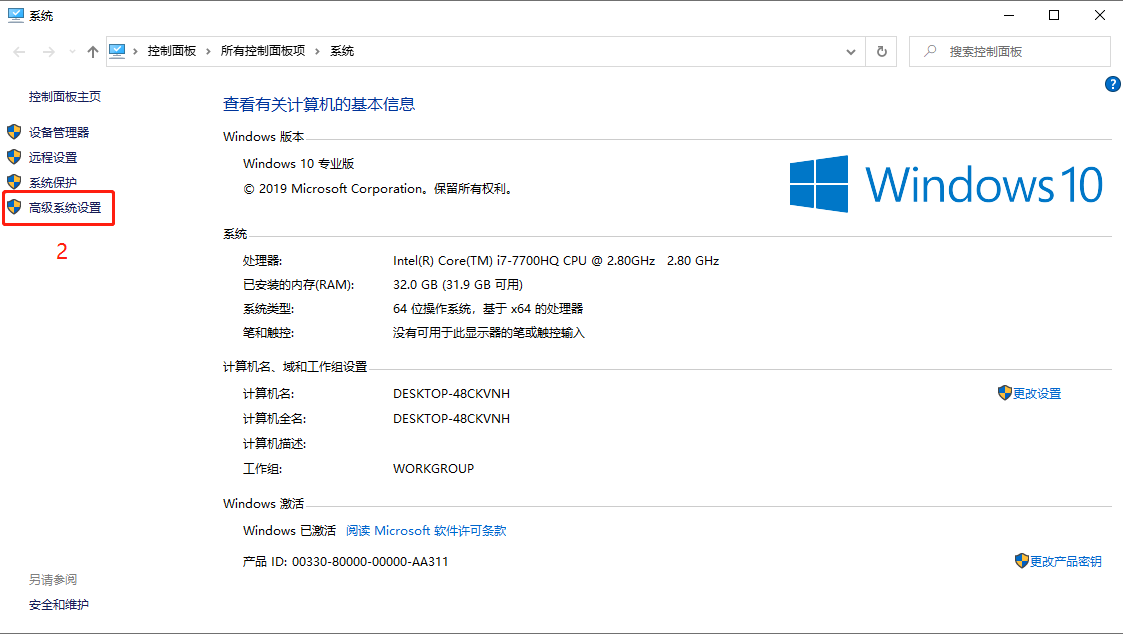 系统
控制面板 › 所有控制面板项 › 系统
搜索控制面板
?
控制面板主页
设备管理器
远程设置
系统保护
高级系统设置
2
查看有关计算机的基本信息
Windows 版本
Windows 10 专业版
© 2019 Microsoft Corporation。保留所有权利。
Windows 10
系统
处理器: Intel(R) Core(TM) i7-7700HQ CPU @ 2.80GHz 2.80 GHz
已安装的内存(RAM): 32.0 GB (31.9 GB 可用)
系统类型: 64 位操作系统, 基于 x64 的处理器
笔和触控: 没有可用于此显示器的笔或触控输入
计算机名、域和工作组设置
计算机名: DESKTOP-48CKVNH 更改设置
计算机全名: DESKTOP-48CKVNH
计算机描述:
工作组: WORKGROUP
Windows 激活
Windows 已激活 阅读 Microsoft 软件许可条款
产品 ID: 00330-80000-00000-AA311 更改产品密钥
另请参阅
安全和维护